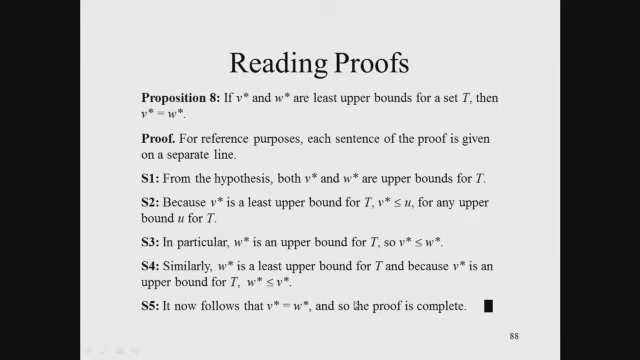 Reading Proofs
Proposition 8: If v* and w* are least upper bounds for a set T, then
v* = w*.
Proof. For reference purposes, each sentence of the proof is given
on a separate line.
S1: From the hypothesis, both v* and w* are upper bounds for T.
S2: Because v* is a least upper bound for T, v* ≤ u, for any upper
bound u for T.
S3: In particular, w* is an upper bound for T, so v* ≤ w*.
S4: Similarly, w* is a least upper bound for T and because v* is an
upper bound for T, w* ≤ v*.
S5: It now follows that v* = w*, and so the proof is complete.
88